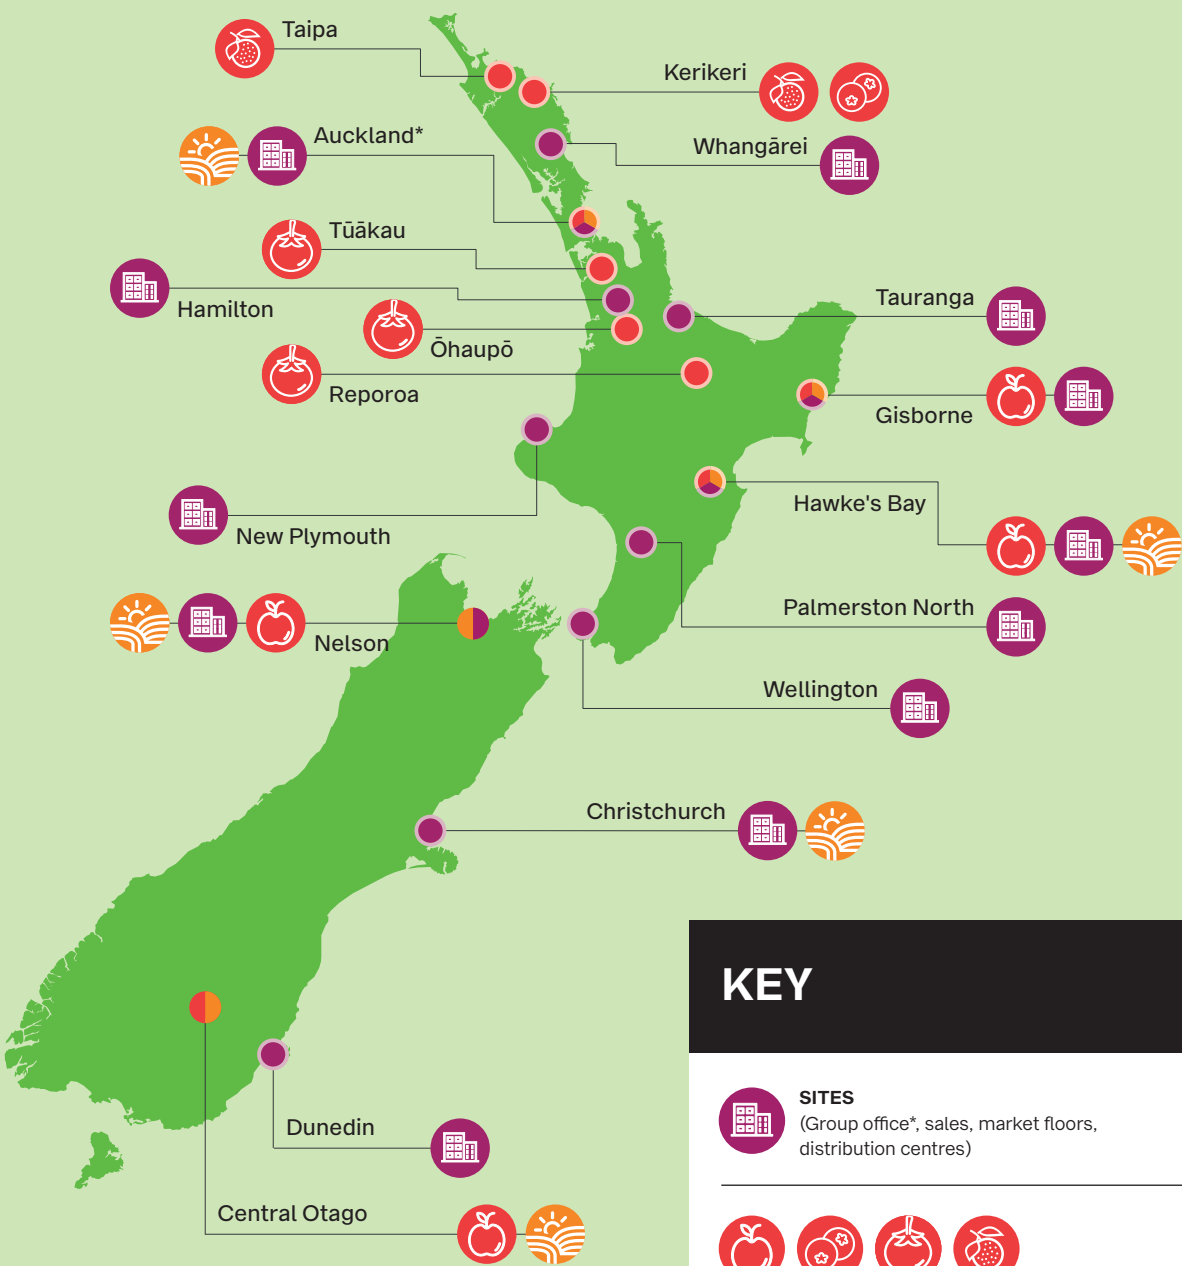 Taipa
Kerikeri
Auckland*
Whangārei
Tūākau
Hamilton
Tauranga
Ōhaupō
Reporoa
Gisborne
Hawke's Bay
New Plymouth
Palmerston North
Nelson
Wellington
Christchurch
KEY
SITES
(Group office*, sales, market floors,
distribution centres)
Dunedin
Central Otago